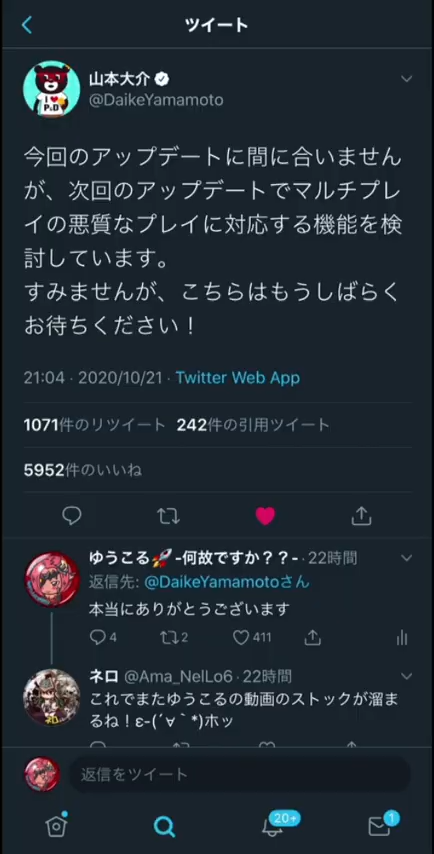 ツイート
山本大介
@DaikeYamamoto
I ♥ P&D
今回のアップデートに間に合いません
が、次回のアップデートでマルチプレ
イの悪質なプレイに対応する機能を検
討しています。
すみませんが、こちらはもうしばらく
お待ちください！
21:04 · 2020/10/21 · Twitter Web App
1071件のリツイート 242件の引用ツイート
5952件のいいね
ゆうこる🚀 -何故ですか？？- · 22時間
返信先: @DaikeYamamotoさん
本当にありがとうございます
4 2 411
ネロ @Ama_NelLo6 · 22時間
これでまたゆうこるの動画のストックが溜ま
るね！ε-(´∀｀*)ホッ
返信をツイート
20+ 1